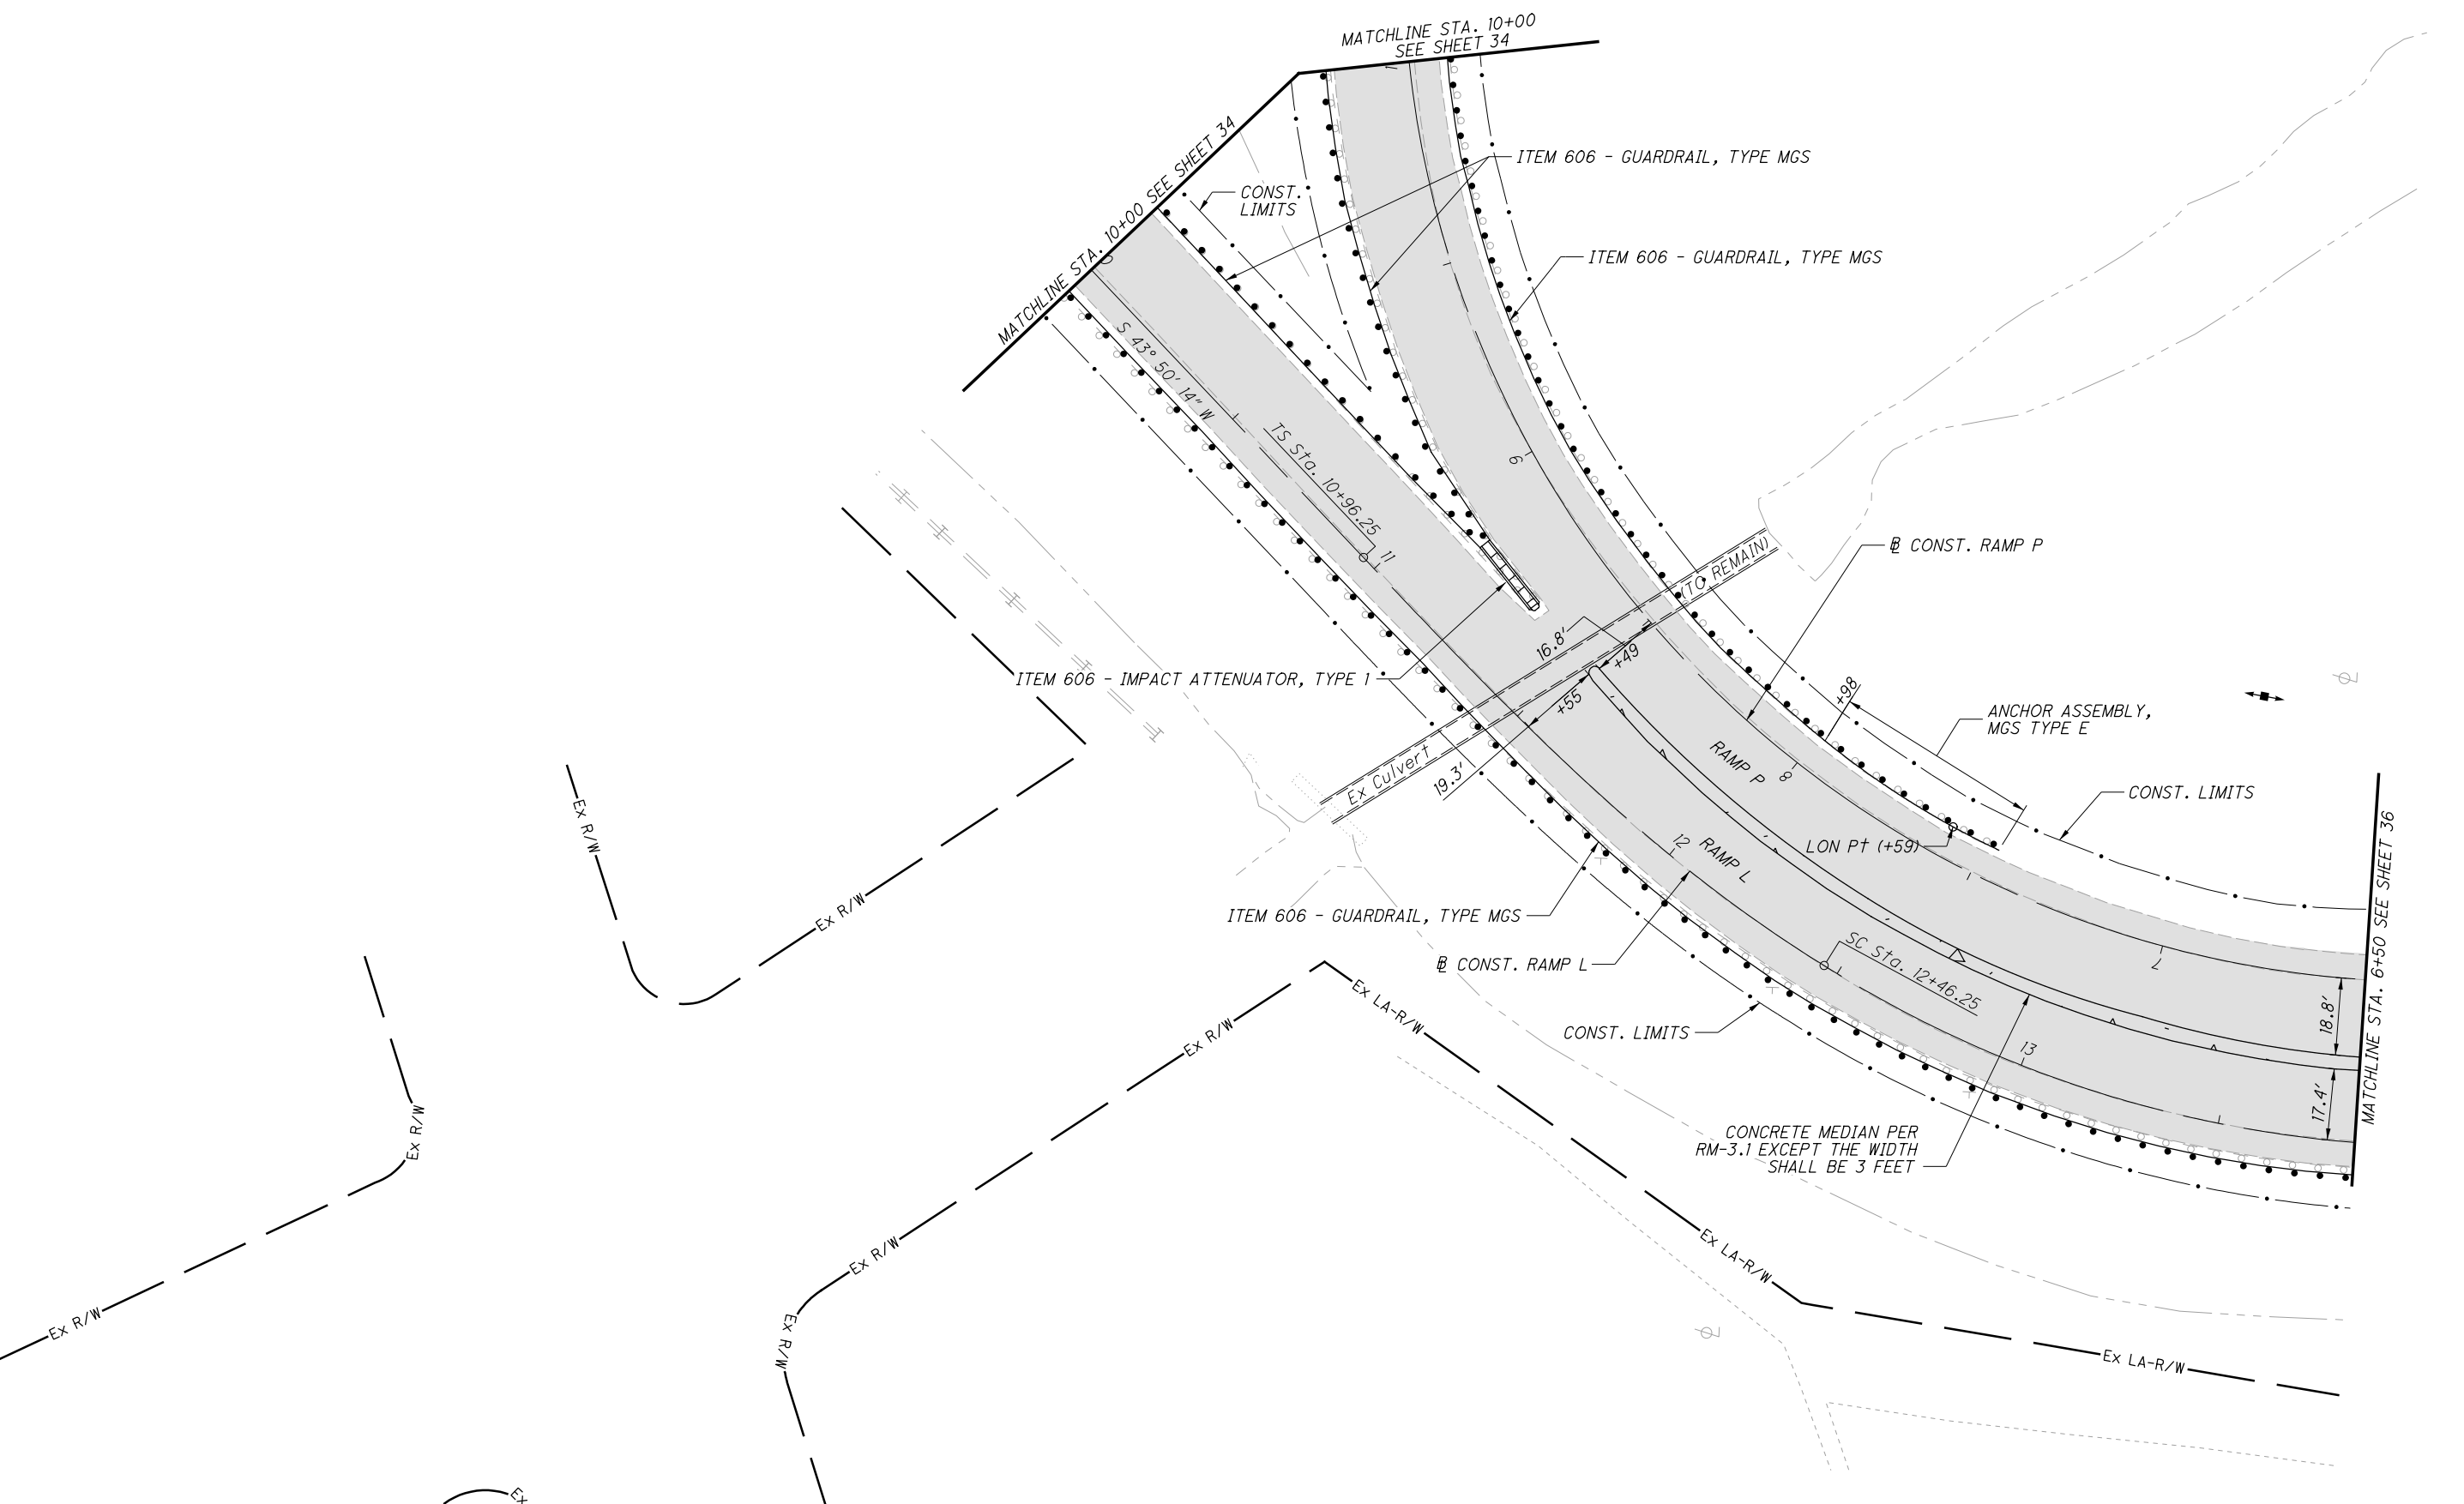 MATCHLINE STA. 10+00
SEE SHEET 34
MATCHLINE STA. 10+00 SEE SHEET 34
CONST.
LIMITS
ITEM 606 - GUARDRAIL, TYPE MGS
ITEM 606 - GUARDRAIL, TYPE MGS
S 43° 50' 14" W
TS Sta. 10+96.25
11
9
(TO REMAIN)
℄ CONST. RAMP P
16.8'
+49
ITEM 606 - IMPACT ATTENUATOR, TYPE 1
+55
+98
ANCHOR ASSEMBLY,
MGS TYPE E
RAMP P
8
Ex Culvert
19.3'
CONST. LIMITS
LON Pt (+59)
12
RAMP L
ITEM 606 - GUARDRAIL, TYPE MGS
℄ CONST. RAMP L
SC Sta. 12+46.25
7
CONST. LIMITS
13
18.8'
17.4'
MATCHLINE STA. 6+50 SEE SHEET 36
CONCRETE MEDIAN PER
RM-3.1 EXCEPT THE WIDTH
SHALL BE 3 FEET
Ex R/W
Ex R/W
Ex R/W
Ex R/W
Ex R/W
Ex R/W
Ex R/W
Ex LA-R/W
Ex LA-R/W
Ex LA-R/W
Ex